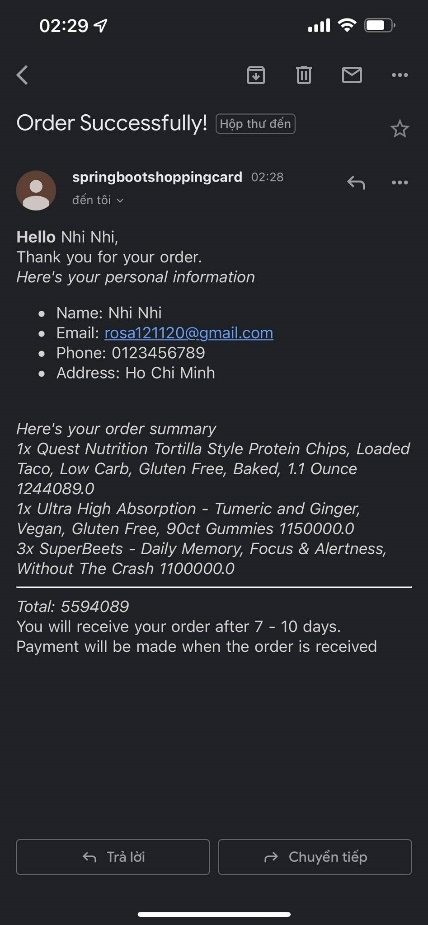 02:29
Order Successfully! Hộp thư đến
springbootshoppingcard 02:28
đến tôi
Hello Nhi Nhi,
Thank you for your order.
Here's your personal information
• Name: Nhi Nhi
• Email: rosa121120@gmail.com
• Phone: 0123456789
• Address: Ho Chi Minh
Here's your order summary
1x Quest Nutrition Tortilla Style Protein Chips, Loaded
Taco, Low Carb, Gluten Free, Baked, 1.1 Ounce
1244089.0
1x Ultra High Absorption - Tumeric and Ginger,
Vegan, Gluten Free, 90ct Gummies 1150000.0
3x SuperBeets - Daily Memory, Focus & Alertness,
Without The Crash 1100000.0
Total: 5594089
You will receive your order after 7 - 10 days.
Payment will be made when the order is received
Trả lời
Chuyển tiếp